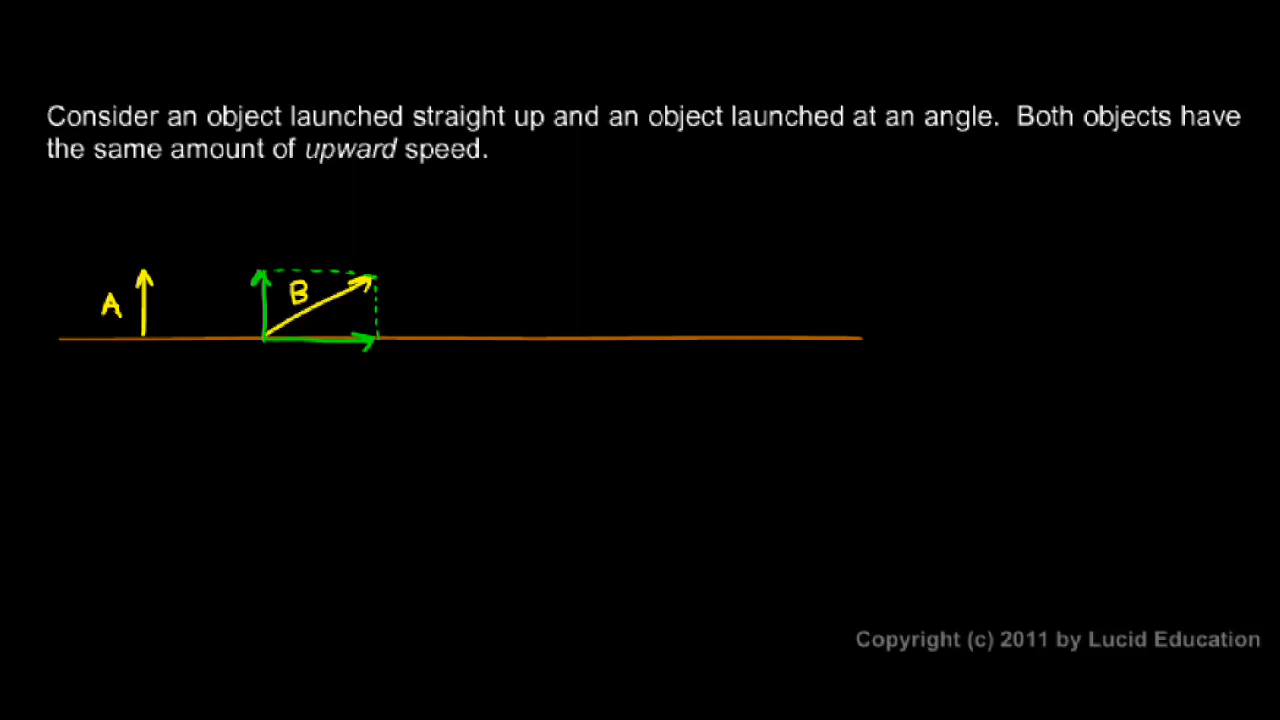 Consider an object launched straight up and an object launched at an angle.  Both objects have
the same amount of upward speed.
A
B
Copyright (c) 2011 by Lucid Education